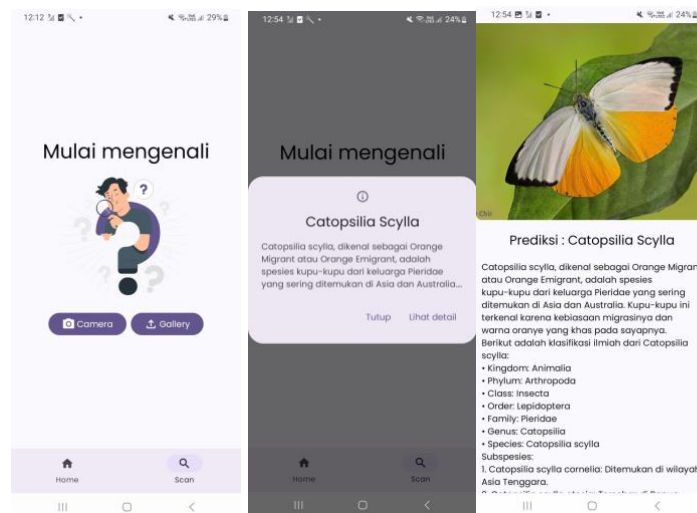 12:12
29%
Mulai mengenali
?
?
Camera
Gallery
Home
Scan
12:54
24%
Mulai mengenali
Catopsilia Scylla
Catopsilia scylla, dikenal sebagai Orange
Migrant atau Orange Emigrant, adalah
spesies kupu-kupu dari keluarga Pieridae
yang sering ditemukan di Asia dan Australia...
Tutup
Lihat detail
Home
Scan
12:54
24%
Prediksi : Catopsilia Scylla
Catopsilia scylla, dikenal sebagai Orange Migran
atau Orange Emigrant, adalah spesies
kupu-kupu dari keluarga Pieridae yang sering
ditemukan di Asia dan Australia. Kupu-kupu ini
terkenal karena kebiasaan migrasinya dan
warna oranye yang khas pada sayapnya.
Berikut adalah klasifikasi ilmiah dari Catopsilia
scylla:
• Kingdom: Animalia
• Phylum: Arthropoda
• Class: Insecta
• Order: Lepidoptera
• Family: Pieridae
• Genus: Catopsilia
• Species: Catopsilia scylla
Subspesies:
1. Catopsilia scylla cornelia: Ditemukan di wilayah
Asia Tenggara.